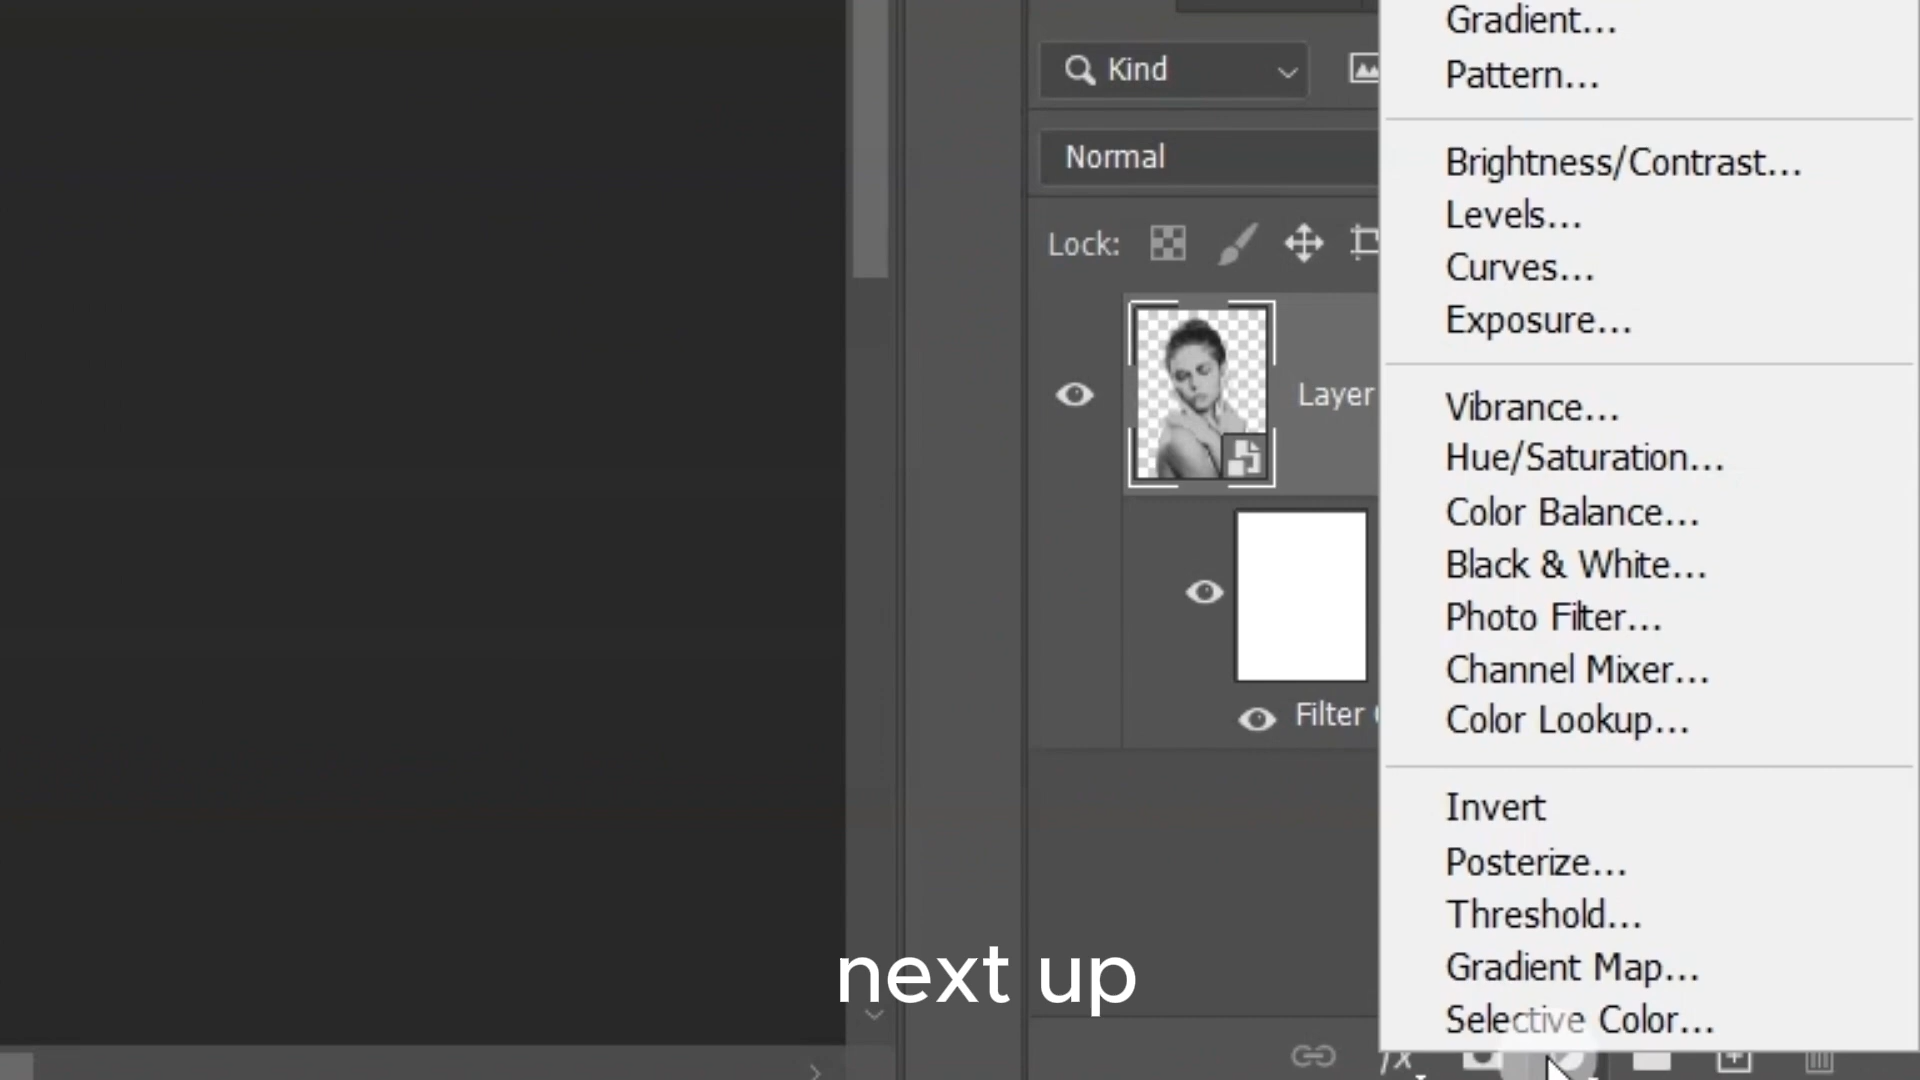 Gradient...
Pattern...
Kind
Normal
Brightness/Contrast...
Levels...
Lock:
Curves...
Exposure...
Layer
Vibrance...
Hue/Saturation...
Color Balance...
Black & White...
Photo Filter...
Channel Mixer...
Filter
Color Lookup...
Invert
Posterize...
Threshold...
Gradient Map...
next up
Selective Color...
fx